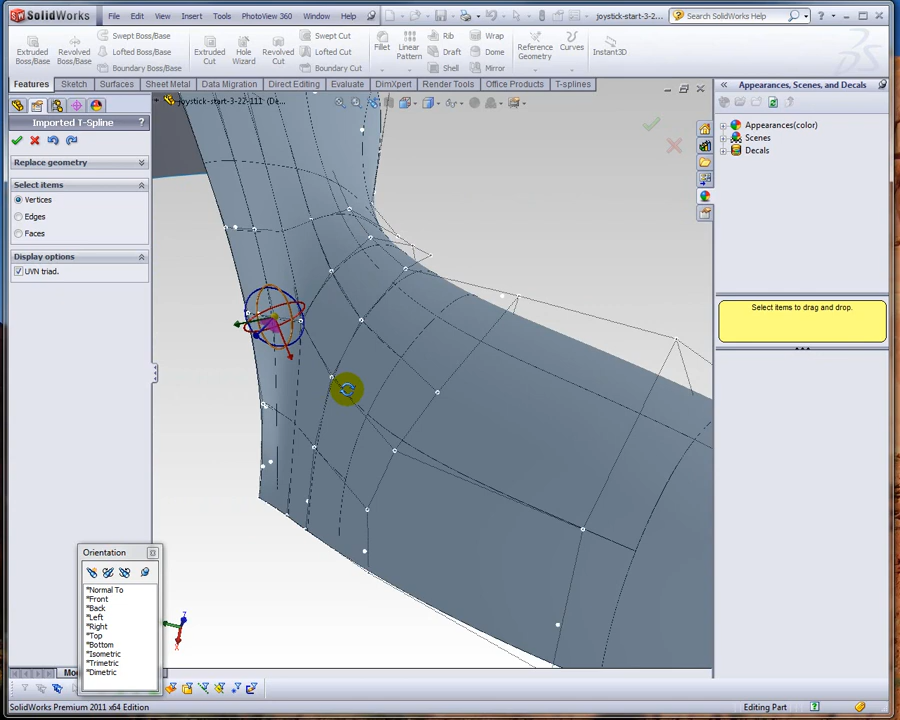 SolidWorks File Edit View Insert Tools PhotoView 360 Window Help joystick-start-3-2... Search SolidWorks Help
Extruded Boss/Base
Revolved Boss/Base
Swept Boss/Base
Lofted Boss/Base
Boundary Boss/Base
Extruded Cut
Hole Wizard
Revolved Cut
Swept Cut
Lofted Cut
Boundary Cut
Fillet
Linear Pattern
Rib
Draft
Shell
Wrap
Dome
Mirror
Reference Geometry
Curves
Instant3D
Features Sketch Surfaces Sheet Metal Data Migration Direct Editing Evaluate DimXpert Render Tools Office Products T-splines
joystick-start-3-22-111 (De...
Imported T-Spline ?
Replace geometry
Select items
Vertices
Edges
Faces
Display options
UVN triad.
Appearances, Scenes, and Decals
Appearances(color)
Scenes
Decals
Select items to drag and drop.
Orientation
*Normal To
*Front
*Back
*Left
*Right
*Top
*Bottom
*Isometric
*Trimetric
*Dimetric
Z
X
SolidWorks Premium 2011 x64 Edition Editing Part